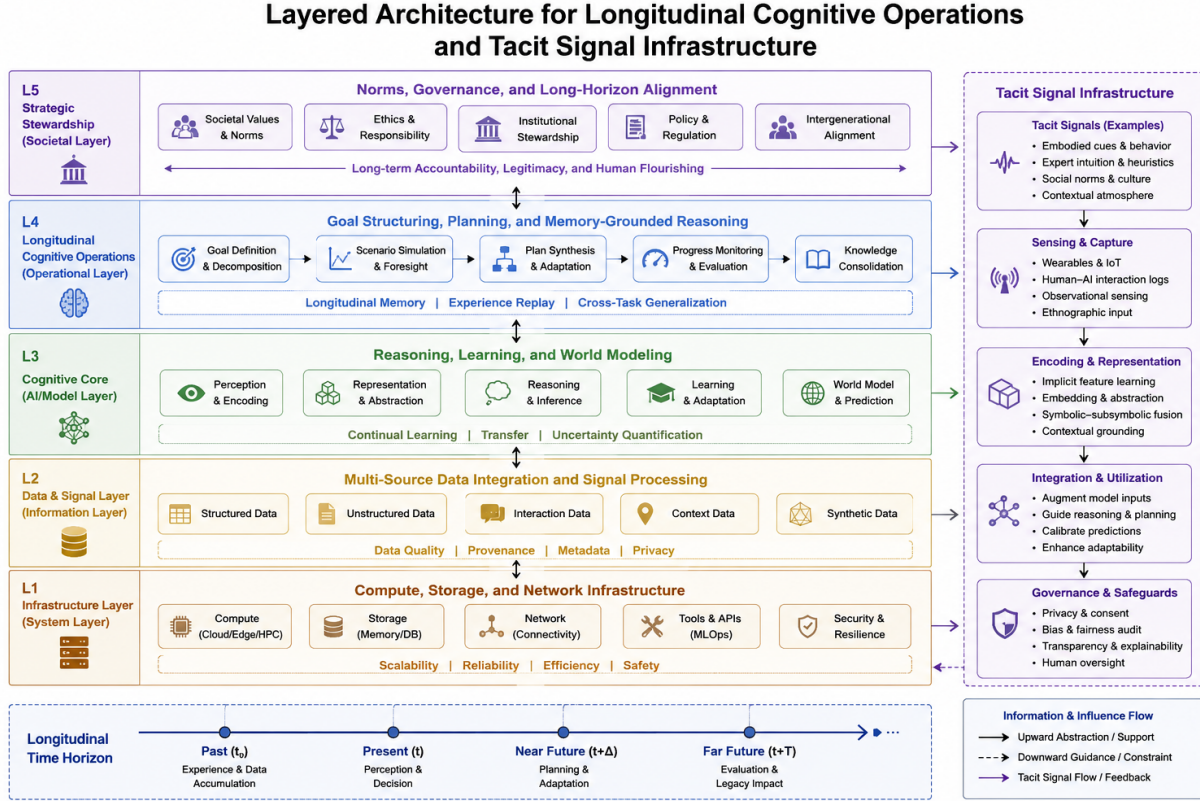 Layered Architecture for Longitudinal Cognitive Operations
and Tacit Signal Infrastructure
L5
Strategic
Stewardship
(Societal Layer)
Norms, Governance, and Long-Horizon Alignment
Societal Values
& Norms
Ethics &
Responsibility
Institutional
Stewardship
Policy &
Regulation
Intergenerational
Alignment
Long-term Accountability, Legitimacy, and Human Flourishing
L4
Longitudinal
Cognitive Operations
(Operational Layer)
Goal Structuring, Planning, and Memory-Grounded Reasoning
Goal Definition
& Decomposition
Scenario Simulation
& Foresight
Plan Synthesis
& Adaptation
Progress Monitoring
& Evaluation
Knowledge
Consolidation
Longitudinal Memory | Experience Replay | Cross-Task Generalization
L3
Cognitive Core
(AI/Model Layer)
Reasoning, Learning, and World Modeling
Perception
& Encoding
Representation
& Abstraction
Reasoning
& Inference
Learning
& Adaptation
World Model
& Prediction
Continual Learning | Transfer | Uncertainty Quantification
L2
Data & Signal Layer
(Information Layer)
Multi-Source Data Integration and Signal Processing
Structured Data
Unstructured Data
Interaction Data
Context Data
Synthetic Data
Data Quality | Provenance | Metadata | Privacy
L1
Infrastructure Layer
(System Layer)
Compute, Storage, and Network Infrastructure
Compute
(Cloud/Edge/HPC)
Storage
(Memory/DB)
Network
(Connectivity)
Tools & APIs
(MLOps)
Security &
Resilience
Scalability | Reliability | Efficiency | Safety
Tacit Signal Infrastructure
Tacit Signals (Examples)
• Embodied cues & behavior
• Expert intuition & heuristics
• Social norms & culture
• Contextual atmosphere
Sensing & Capture
• Wearables & IoT
• Human–AI interaction logs
• Observational sensing
• Ethnographic input
Encoding & Representation
• Implicit feature learning
• Embedding & abstraction
• Symbolic–subsymbolic fusion
• Contextual grounding
Integration & Utilization
• Augment model inputs
• Guide reasoning & planning
• Calibrate predictions
• Enhance adaptability
Governance & Safeguards
• Privacy & consent
• Bias & fairness audit
• Transparency & explainability
• Human oversight
Longitudinal
Time Horizon
Past (t₀)
Experience & Data
Accumulation
Present (t)
Perception &
Decision
Near Future (t+Δ)
Planning &
Adaptation
Far Future (t+T)
Evaluation &
Legacy Impact
Information & Influence Flow
Upward Abstraction / Support
Downward Guidance / Constraint
Tacit Signal Flow / Feedback